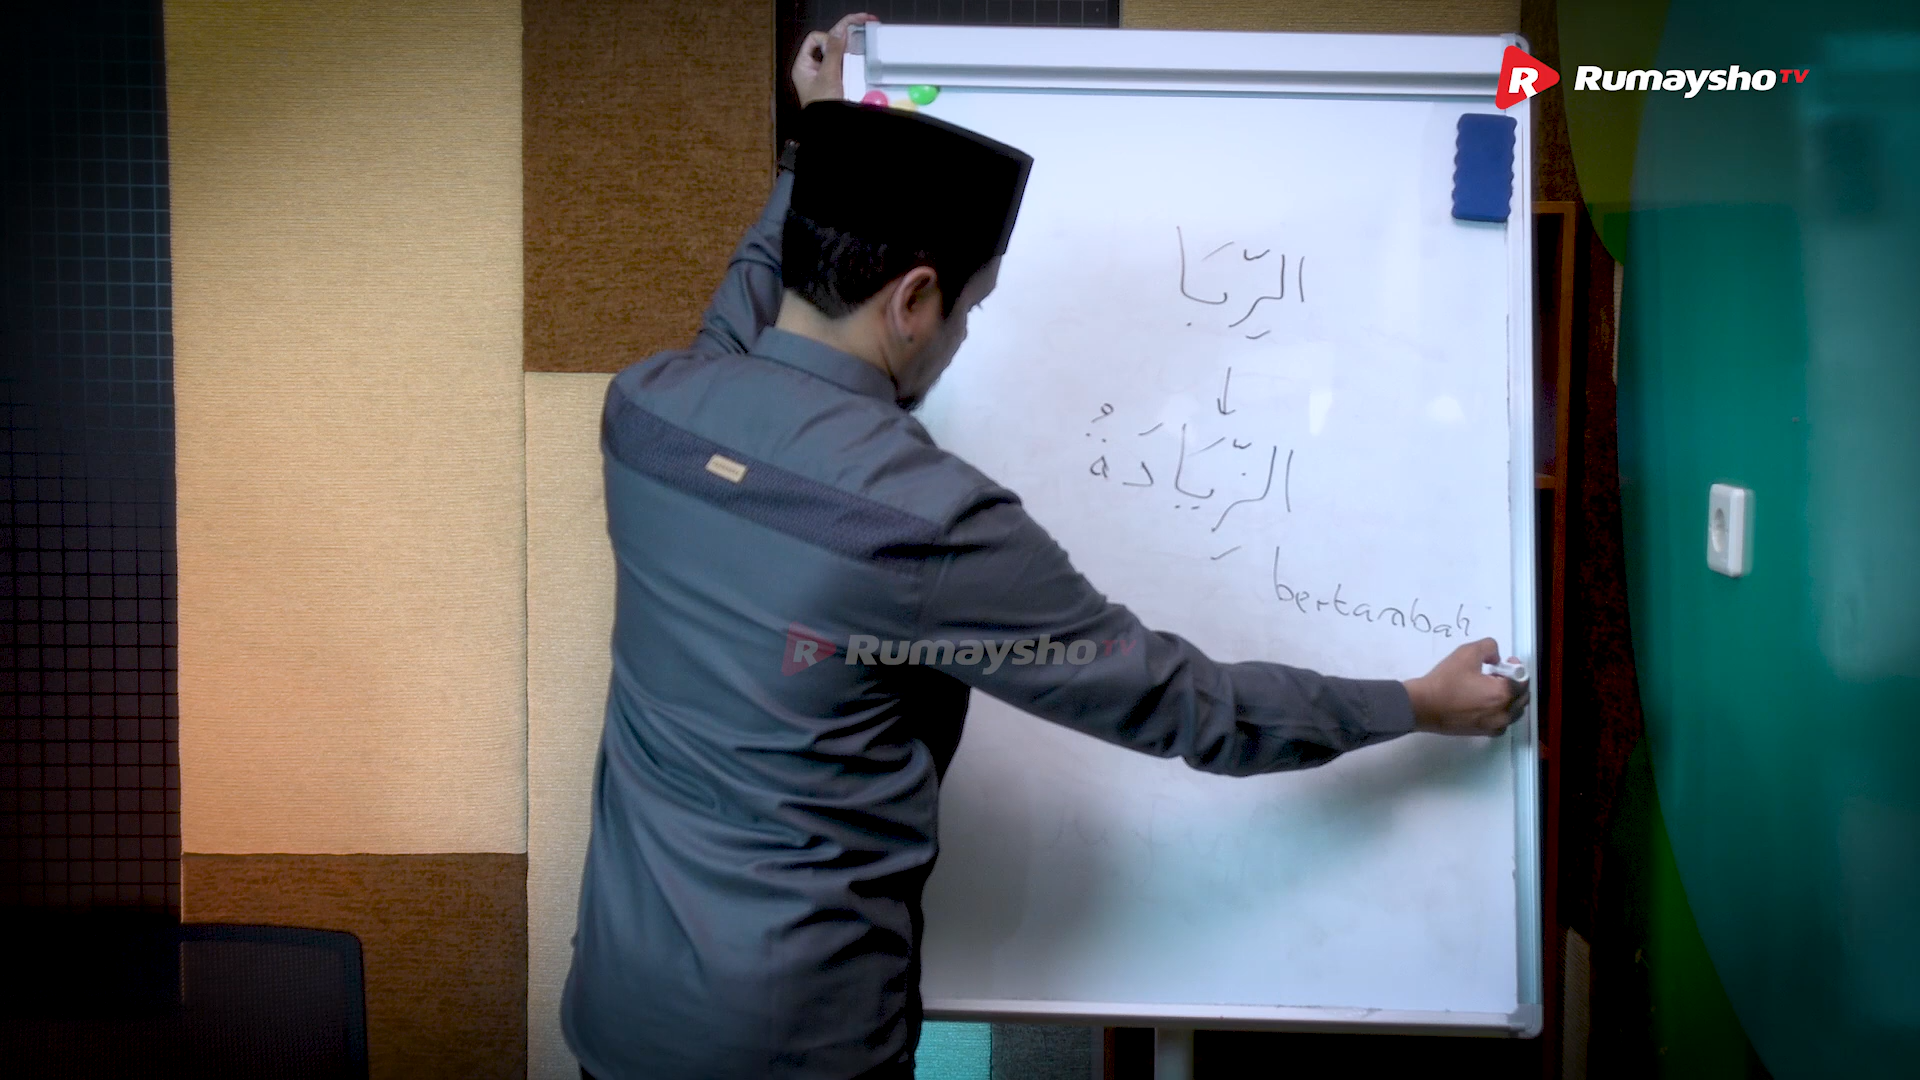 Rumaysho TV
الرِّبَا
↓
الزِّيَادَةُ
bertambah
Rumaysho TV